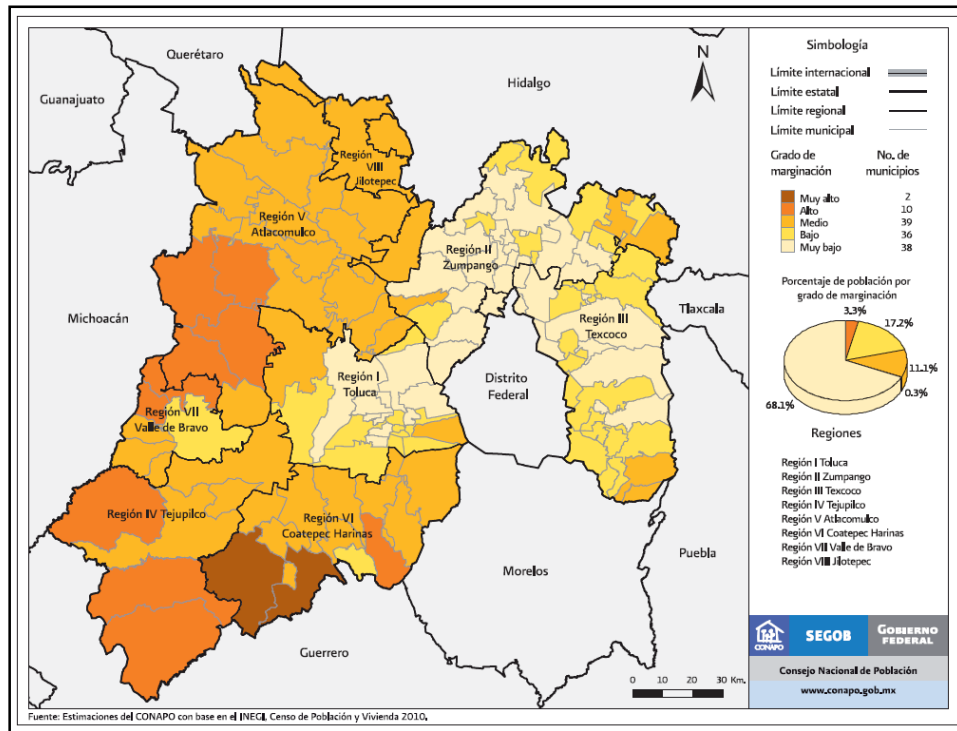 Querétaro
Guanajuato
Hidalgo
N
Región
VIII
Jilotepec
Región V
Atlacomulco
Región II
Zumpango
Michoacán
Tlaxcala
Región III
Texcoco
Región I
Toluca
Distrito
Federal
Región VII
Valle de Bravo
Región IV Tejupilco
Región VI
Coatepec Harinas
Puebla
Morelos
Guerrero
0 10 20 30 Km.
Simbología
Límite internacional
Límite estatal
Límite regional
Límite municipal
Grado de marginación No. de municipios
Muy alto 2
Alto 10
Medio 39
Bajo 36
Muy bajo 38
Porcentaje de población por
grado de marginación
3.3%
17.2%
11.1%
0.3%
68.1%
Regiones
Región I Toluca
Región II Zumpango
Región III Texcoco
Región IV Tejupilco
Región V Atlacomulco
Región VI Coatepec Harinas
Región VII Valle de Bravo
Región VIII Jilotepec
CONAPO
SEGOB
GOBIERNO
FEDERAL
Consejo Nacional de Población
www.conapo.gob.mx
Fuente: Estimaciones del CONAPO con base en el INEGI, Censo de Población y Vivienda 2010.